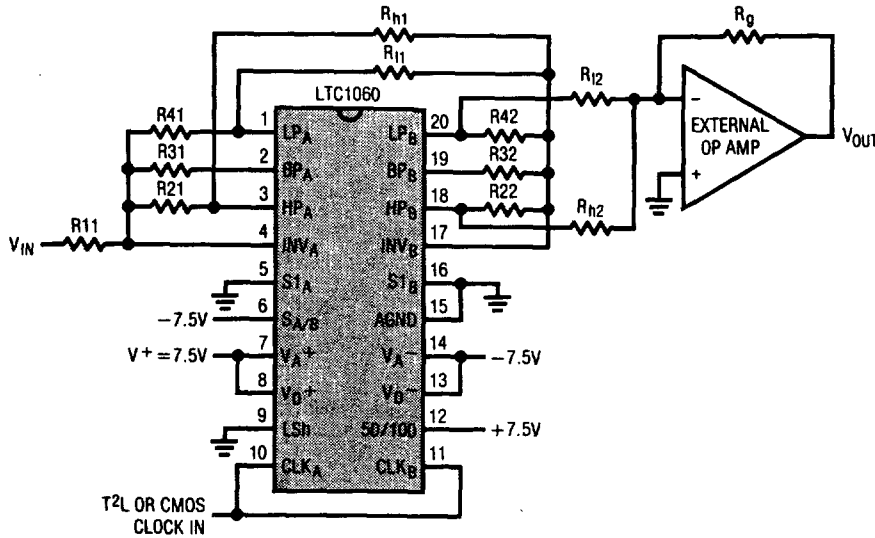 Rh1
Rl1
Rg
LTC1060
Rl2
R41
1
LPA
LPB
20
R42
R31
2
BPA
BPB
19
R32
R21
3
HPA
HPB
18
R22
Rh2
EXTERNAL
OP AMP
−
+
VOUT
R11
VIN
4
INVA
INVB
17
5
S1A
S1B
16
−7.5V
6
SA/B
AGND
15
V+ = 7.5V
7
VA+
VA−
14
−7.5V
8
VD+
VD−
13
9
LSh
50/100
12
+7.5V
10
CLKA
CLKB
11
T²L OR CMOS
CLOCK IN